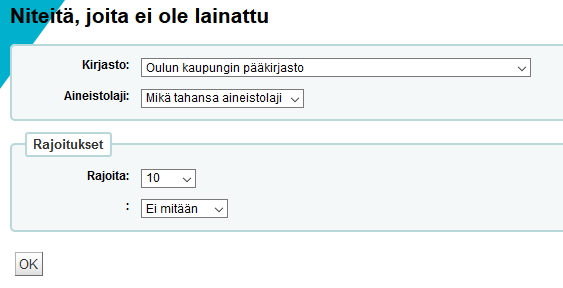 Niteitä, joita ei ole lainattu
Kirjasto: Oulun kaupungin pääkirjasto
Aineistolaji: Mikä tahansa aineistolaji
Rajoitukset
Rajoita: 10
: Ei mitään
OK